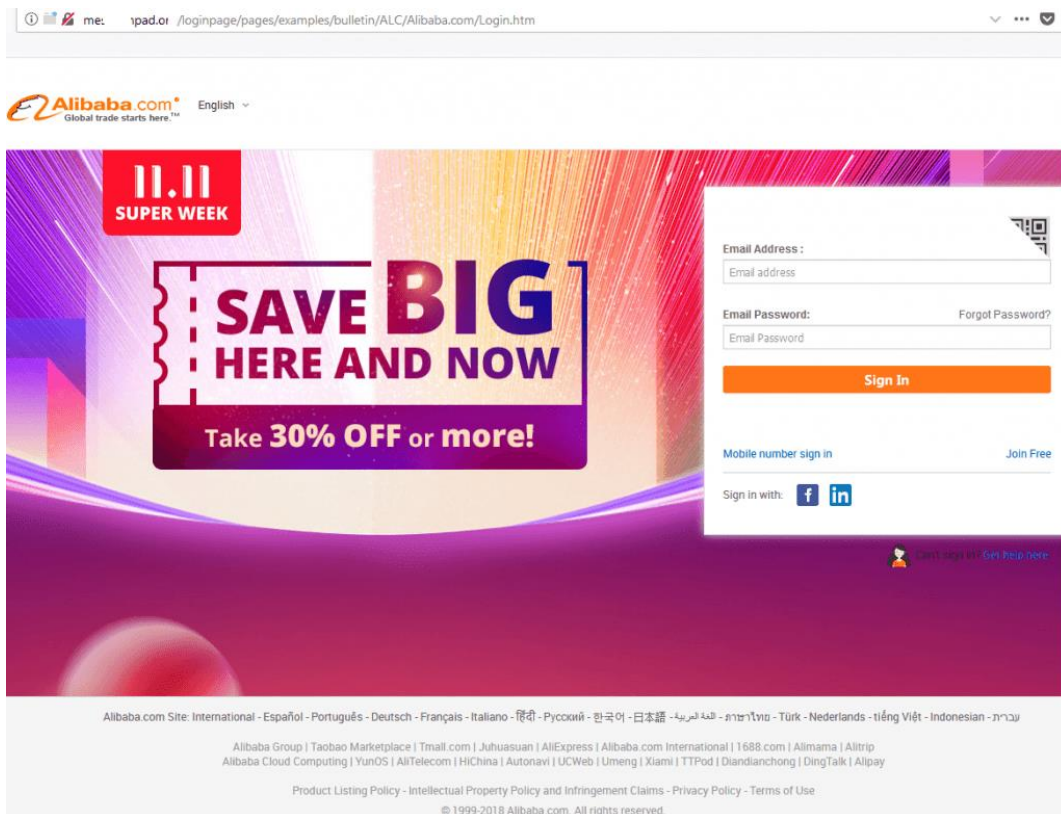 /loginpage/pages/examples/bulletin/ALC/Alibaba.com/Login.htm
Alibaba.com
Global trade starts here.™
English
11.11
SUPER WEEK
SAVE BIG
HERE AND NOW
Take 30% OFF or more!
Email Address :
Email address
Email Password:
Forgot Password?
Email Password
Sign In
Mobile number sign in
Join Free
Sign in with:
Can't sign in? Get help here
Alibaba.com Site: International - Español - Português - Deutsch - Français - Italiano - हिंदी - Русский - 한국어 - 日本語 - اللغة العربية - ภาษาไทย - Türk - Nederlands - tiếng Việt - Indonesian - עברית
Alibaba Group | Taobao Marketplace | Tmall.com | Juhuasuan | AliExpress | Alibaba.com International | 1688.com | Alimama | Alitrip
Alibaba Cloud Computing | YunOS | AliTelecom | HiChina | Autonavi | UCWeb | Umeng | Xiami | TTPod | Diandianchong | DingTalk | Alipay
Product Listing Policy - Intellectual Property Policy and Infringement Claims - Privacy Policy - Terms of Use
© 1999-2018 Alibaba.com. All rights reserved.